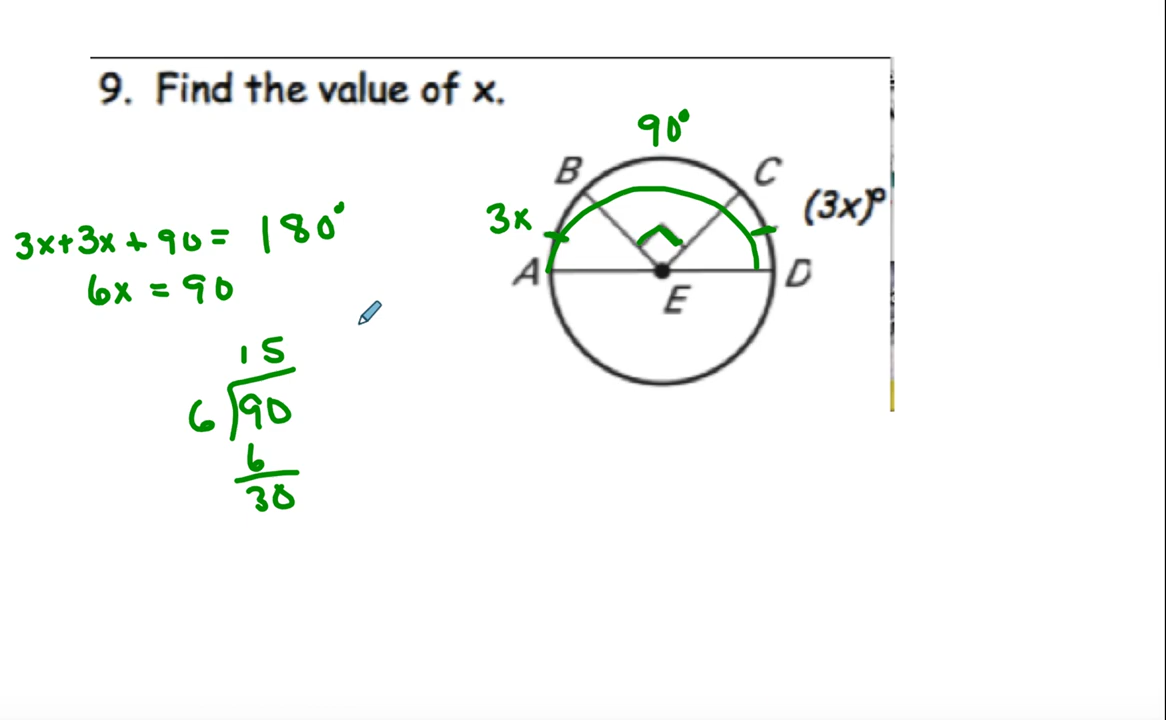 9. Find the value of x.
90°
B
C
3x
(3x)°
3x+3x+90= 180°
A
D
6x = 90
E
15
6)90
6
30